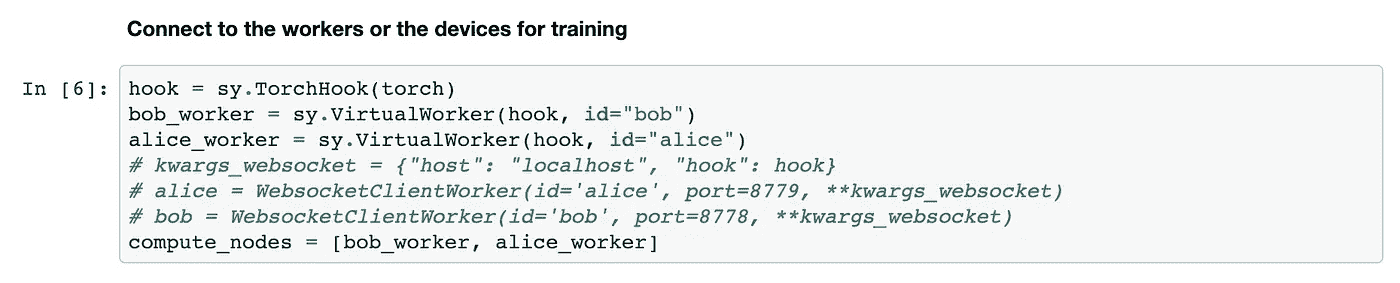 Connect to the workers or the devices for training
In [6]: hook = sy.TorchHook(torch)
bob_worker = sy.VirtualWorker(hook, id="bob")
alice_worker = sy.VirtualWorker(hook, id="alice")
# kwargs_websocket = {"host": "localhost", "hook": hook}
# alice = WebsocketClientWorker(id='alice', port=8779, **kwargs_websocket)
# bob = WebsocketClientWorker(id='bob', port=8778, **kwargs_websocket)
compute_nodes = [bob_worker, alice_worker]